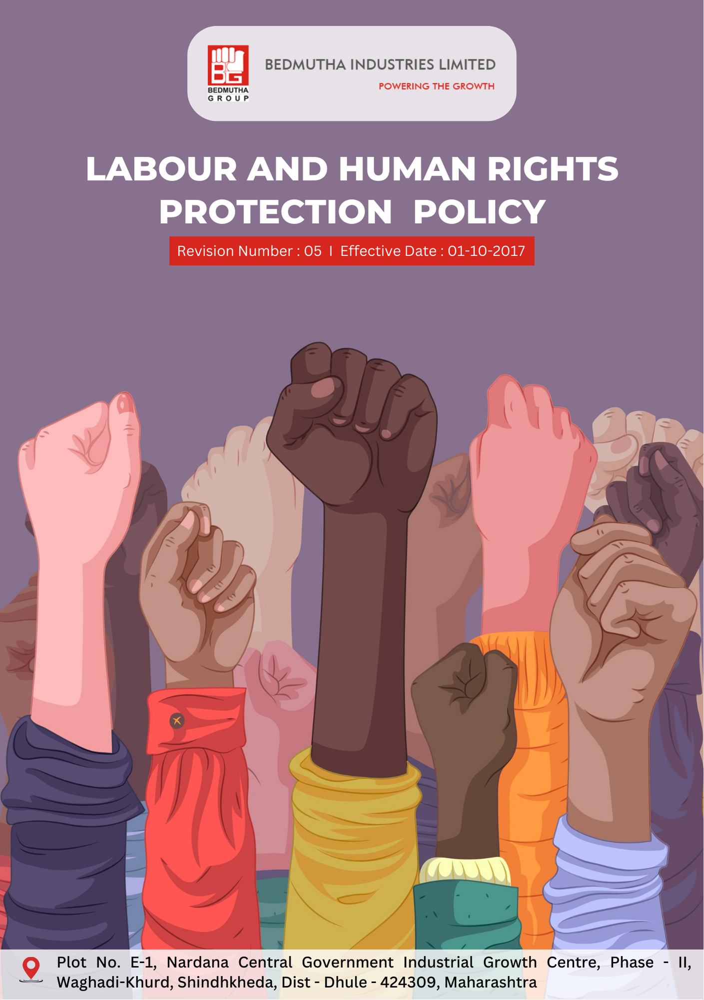 BG
BEDMUTHA
GROUP
BEDMUTHA INDUSTRIES LIMITED
POWERING THE GROWTH
LABOUR AND HUMAN RIGHTS
PROTECTION POLICY
Revision Number : 05 I Effective Date : 01-10-2017
Plot No. E-1, Nardana Central Government Industrial Growth Centre, Phase - II,
Waghadi-Khurd, Shindhkheda, Dist - Dhule - 424309, Maharashtra